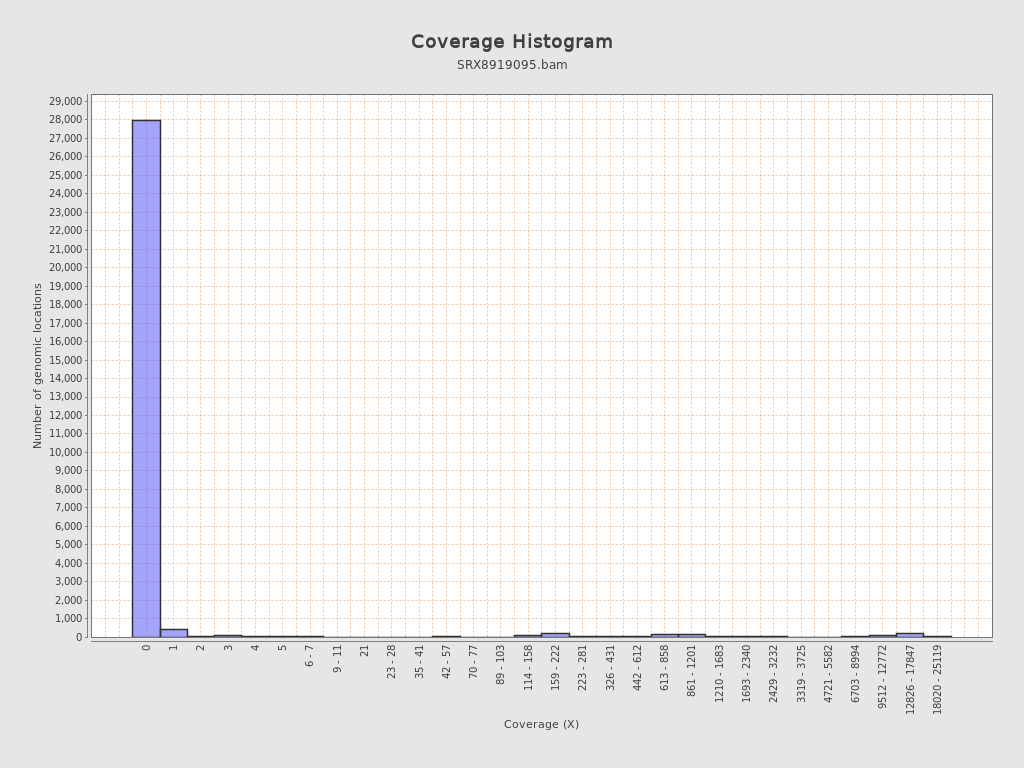 Coverage Histogram
SRX8919095.bam
Number of genomic locations
29,000
28,000
27,000
26,000
25,000
24,000
23,000
22,000
21,000
20,000
19,000
18,000
17,000
16,000
15,000
14,000
13,000
12,000
11,000
10,000
9,000
8,000
7,000
6,000
5,000
4,000
3,000
2,000
1,000
0
0
1
2
3
4
5
6 - 7
9 - 11
21
23 - 28
35 - 41
42 - 57
70 - 77
89 - 103
114 - 158
159 - 222
223 - 281
326 - 431
442 - 612
613 - 858
861 - 1201
1210 - 1683
1693 - 2340
2429 - 3232
3319 - 3725
4721 - 5582
6703 - 8994
9512 - 12772
12826 - 17847
18020 - 25119
Coverage (X)